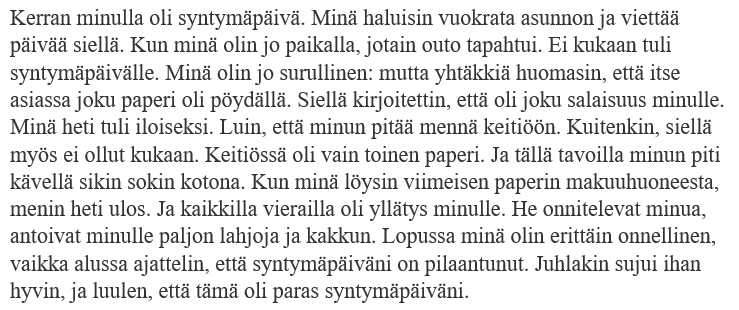 Kerran minulla oli syntymäpäivä. Minä haluisin vuokrata asunnon ja viettää
päivää siellä. Kun minä olin jo paikalla, jotain outo tapahtui. Ei kukaan tuli
syntymäpäivälle. Minä olin jo surullinen: mutta yhtäkkiä huomasin, että itse
asiassa joku paperi oli pöydällä. Siellä kirjoitettin, että oli joku salaisuus minulle.
Minä heti tuli iloiseksi. Luin, että minun pitää mennä keitiöön. Kuitenkin, siellä
myös ei ollut kukaan. Keitiössä oli vain toinen paperi. Ja tällä tavoilla minun piti
kävellä sikin sokin kotona. Kun minä löysin viimeisen paperin makuuhuoneesta,
menin heti ulos. Ja kaikkilla vierailla oli yllätys minulle. He onnitelevat minua,
antoivat minulle paljon lahjoja ja kakkun. Lopussa minä olin erittäin onnellinen,
vaikka alussa ajattelin, että syntymäpäiväni on pilaantunut. Juhlakin sujui ihan
hyvin, ja luulen, että tämä oli paras syntymäpäiväni.